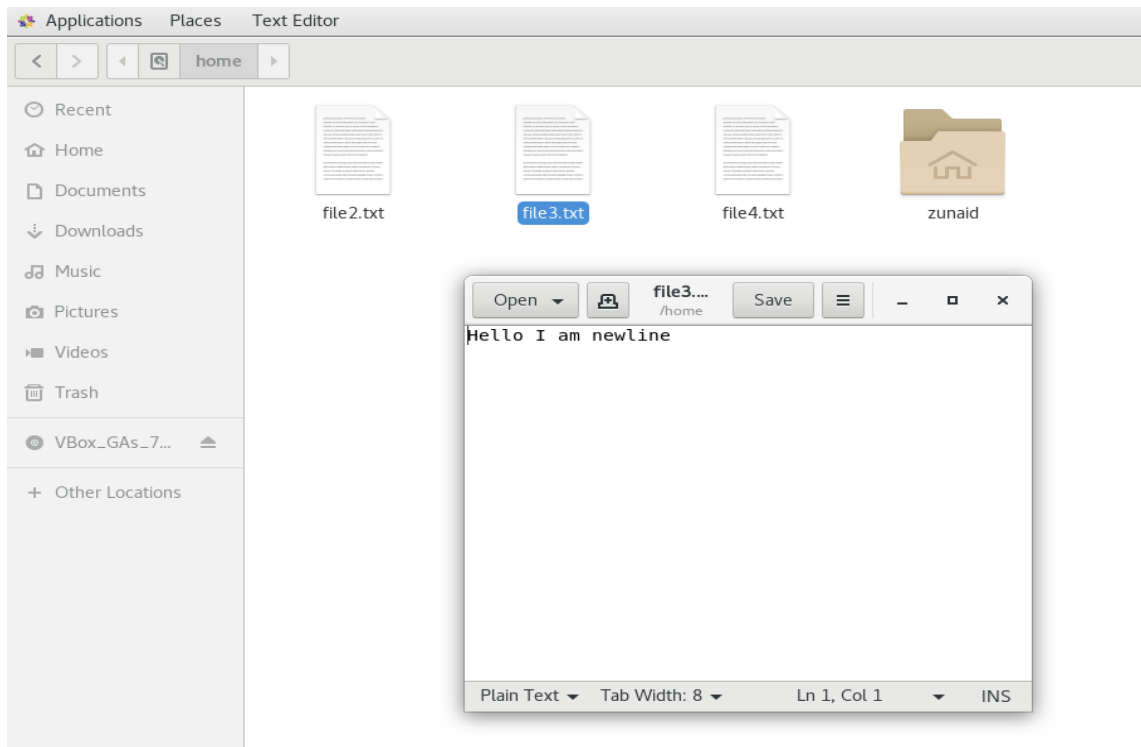 Applications Places Text Editor
home
Recent
Home
Documents
Downloads
Music
Pictures
Videos
Trash
VBox_GAs_7...
Other Locations
file2.txt file3.txt file4.txt zunaid
Open file3.... Save
/home
Hello I am newline
Plain Text Tab Width: 8 Ln 1, Col 1 INS